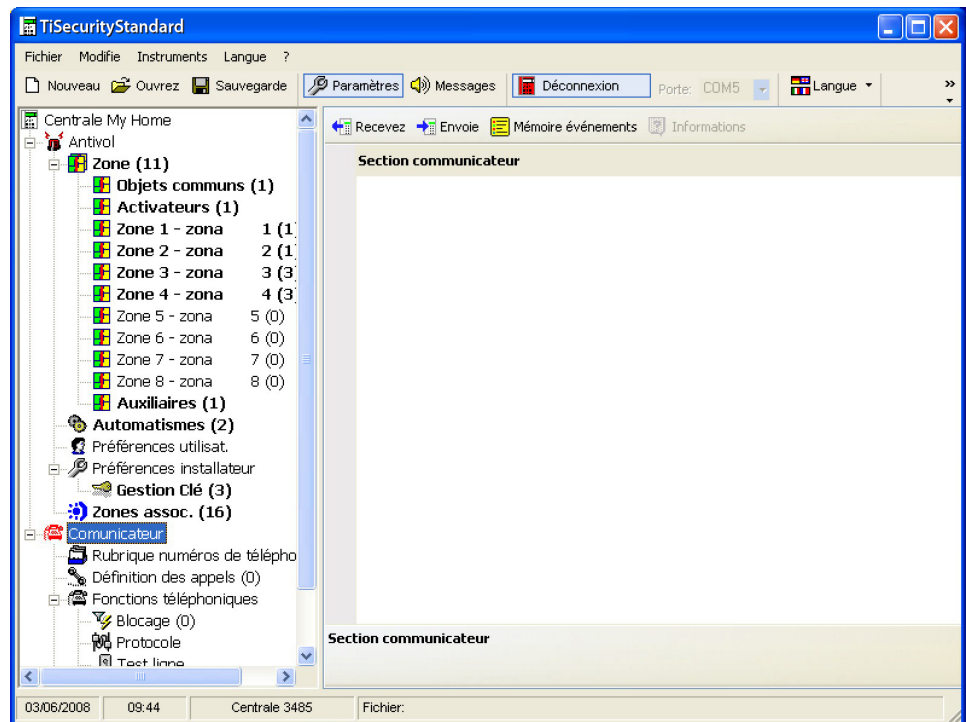 TiSecurityStandard
Fichier Modifie Instruments Langue ?
Nouveau Ouvrez Sauvegarde Paramètres Messages Déconnexion Porte: COM5 Langue »
Centrale My Home
Antivol
Zone (11)
Objets communs (1)
Activateurs (1)
Zone 1 - zona 1 (1)
Zone 2 - zona 2 (1
Zone 3 - zona 3 (3
Zone 4 - zona 4 (3
Zone 5 - zona 5 (0)
Zone 6 - zona 6 (0)
Zone 7 - zona 7 (0)
Zone 8 - zona 8 (0)
Auxiliaires (1)
Automatismes (2)
Préférences utilisat.
Préférences installateur
Gestion Clé (3)
Zones assoc. (16)
Comunicateur
Rubrique numéros de télépho
Définition des appels (0)
Fonctions téléphoniques
Blocage (0)
Protocole
Test ligne
Recevez Envoie Mémoire événements Informations
Section communicateur
Section communicateur
03/06/2008 09:44 Centrale 3485 Fichier: